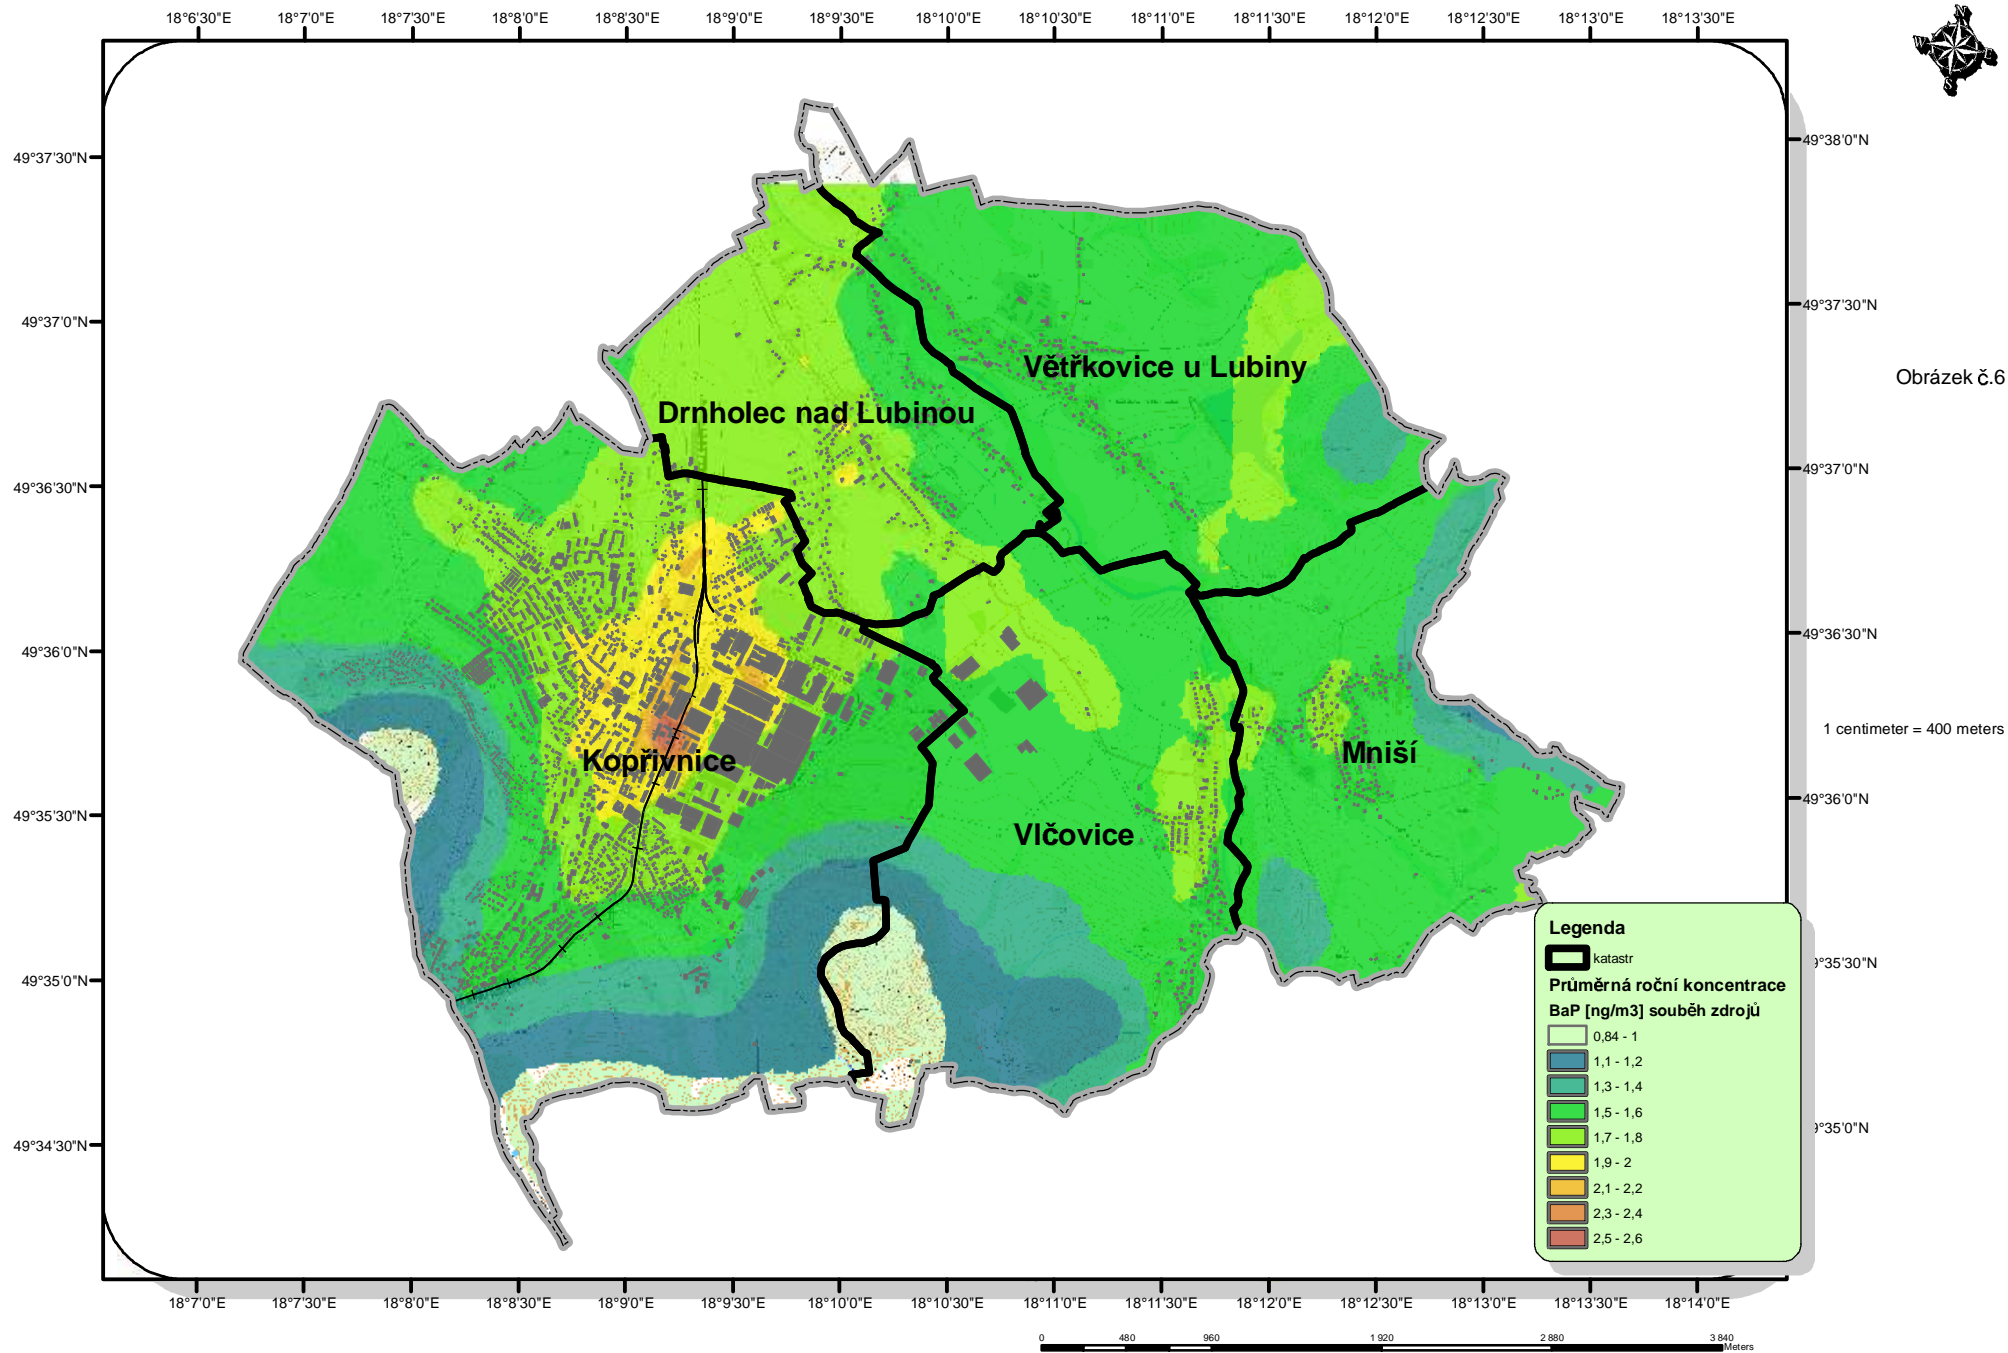 18°6'30"E 18°7'0"E 18°7'30"E 18°8'0"E 18°8'30"E 18°9'0"E 18°9'30"E 18°10'0"E 18°10'30"E 18°11'0"E 18°11'30"E 18°12'0"E 18°12'30"E 18°13'0"E 18°13'30"E
49°37'30"N
49°37'0"N
49°36'30"N
49°36'0"N
49°35'30"N
49°35'0"N
49°34'30"N
Větřkovice u Lubiny
Drnholec nad Lubinou
Kopřivnice
Mniší
Vlčovice
49°38'0"N
49°37'30"N
49°37'0"N
49°36'30"N
49°36'0"N
9°35'30"N
9°35'0"N
Obrázek č.6
1 centimeter = 400 meters
Legenda
katastr
Průměrná roční koncentrace
BaP [ng/m3] souběh zdrojů
0,84 - 1
1,1 - 1,2
1,3 - 1,4
1,5 - 1,6
1,7 - 1,8
1,9 - 2
2,1 - 2,2
2,3 - 2,4
2,5 - 2,6
18°7'0"E 18°7'30"E 18°8'0"E 18°8'30"E 18°9'0"E 18°9'30"E 18°10'0"E 18°10'30"E 18°11'0"E 18°11'30"E 18°12'0"E 18°12'30"E 18°13'0"E 18°13'30"E 18°14'0"E
0 480 960 1 920 2 880 3 840
Meters